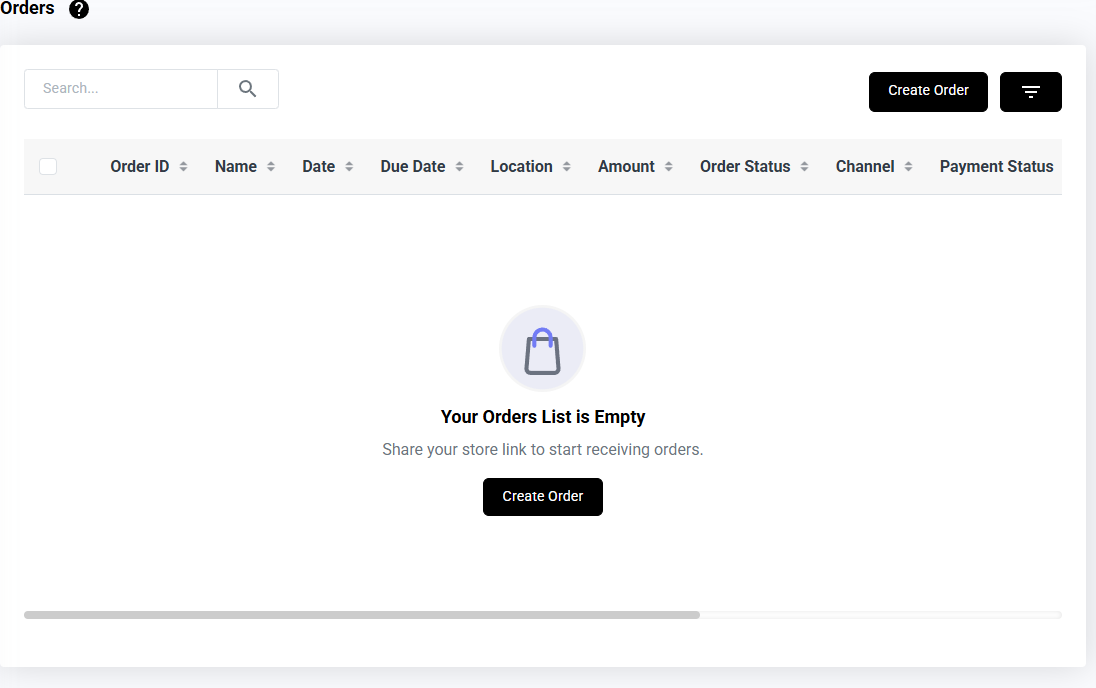 Orders ?
Search...
Create Order
Order ID Name Date Due Date Location Amount Order Status Channel Payment Status
Your Orders List is Empty
Share your store link to start receiving orders.
Create Order